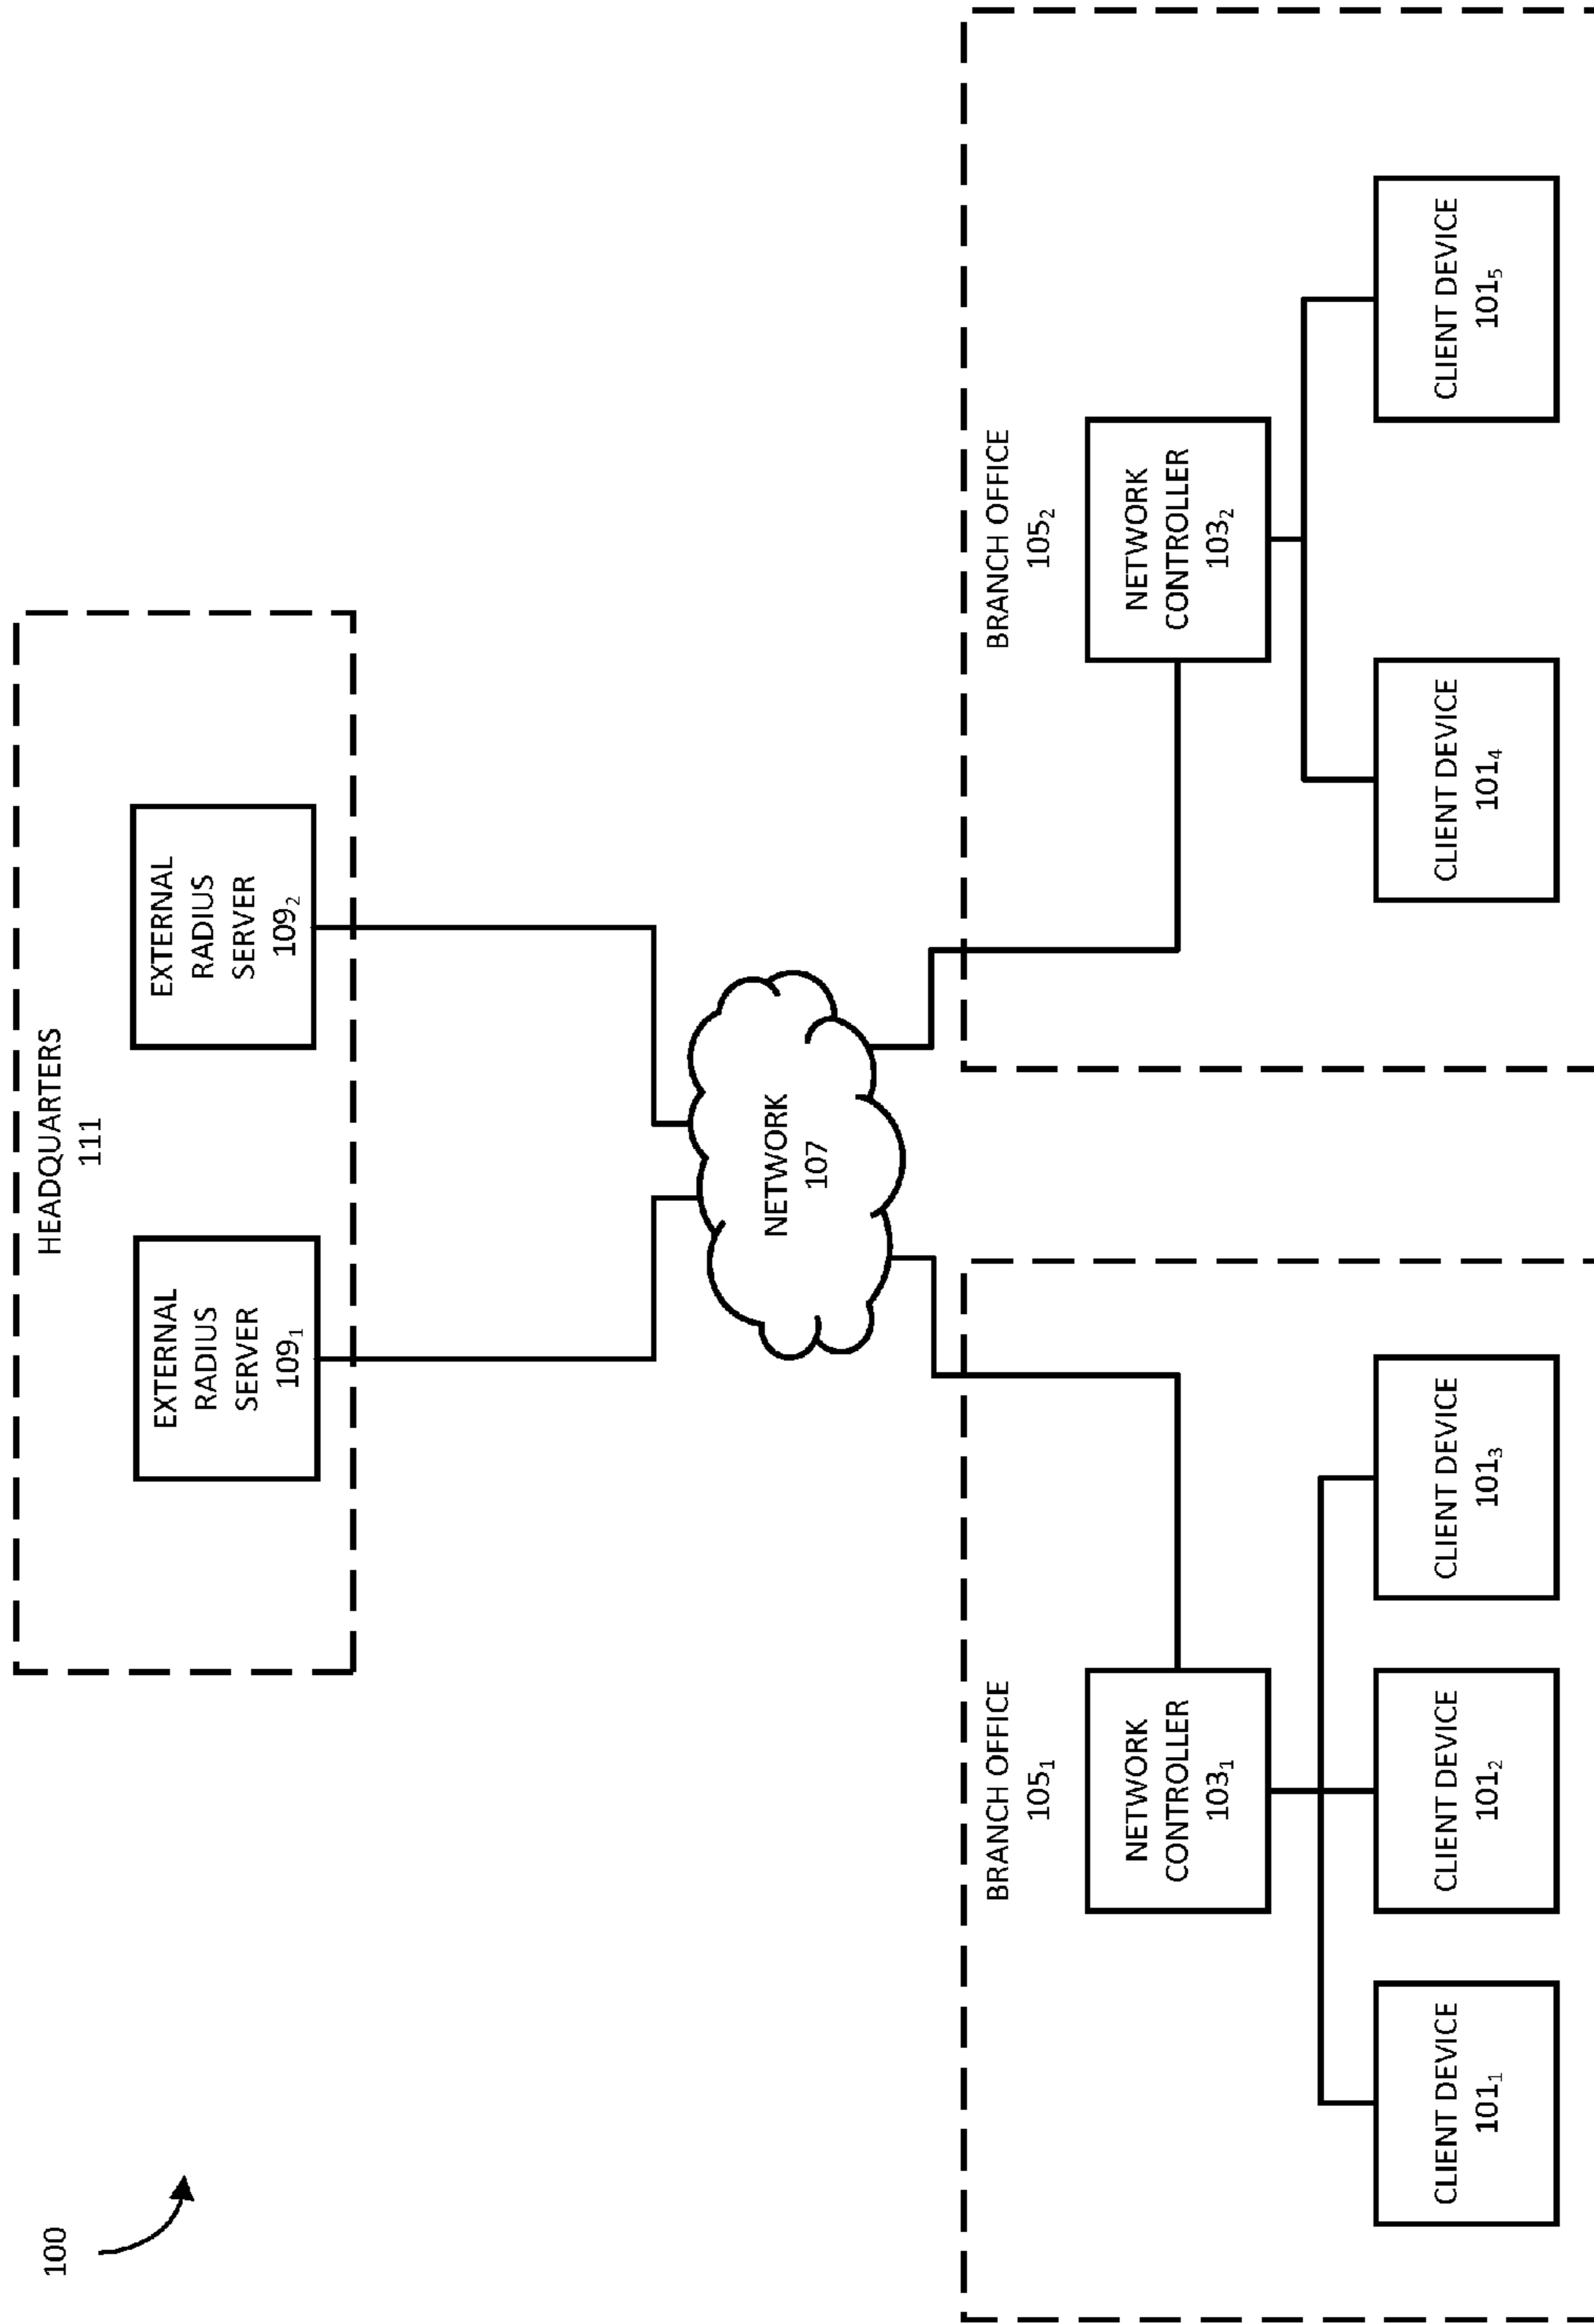 100
HEADQUARTERS
111
EXTERNAL
RADIUS
SERVER
109₁
EXTERNAL
RADIUS
SERVER
109₂
NETWORK
107
BRANCH OFFICE
105₁
NETWORK
CONTROLLER
103₁
CLIENT DEVICE
101₁
CLIENT DEVICE
101₂
CLIENT DEVICE
101₃
BRANCH OFFICE
105₂
NETWORK
CONTROLLER
103₂
CLIENT DEVICE
101₄
CLIENT DEVICE
101₅